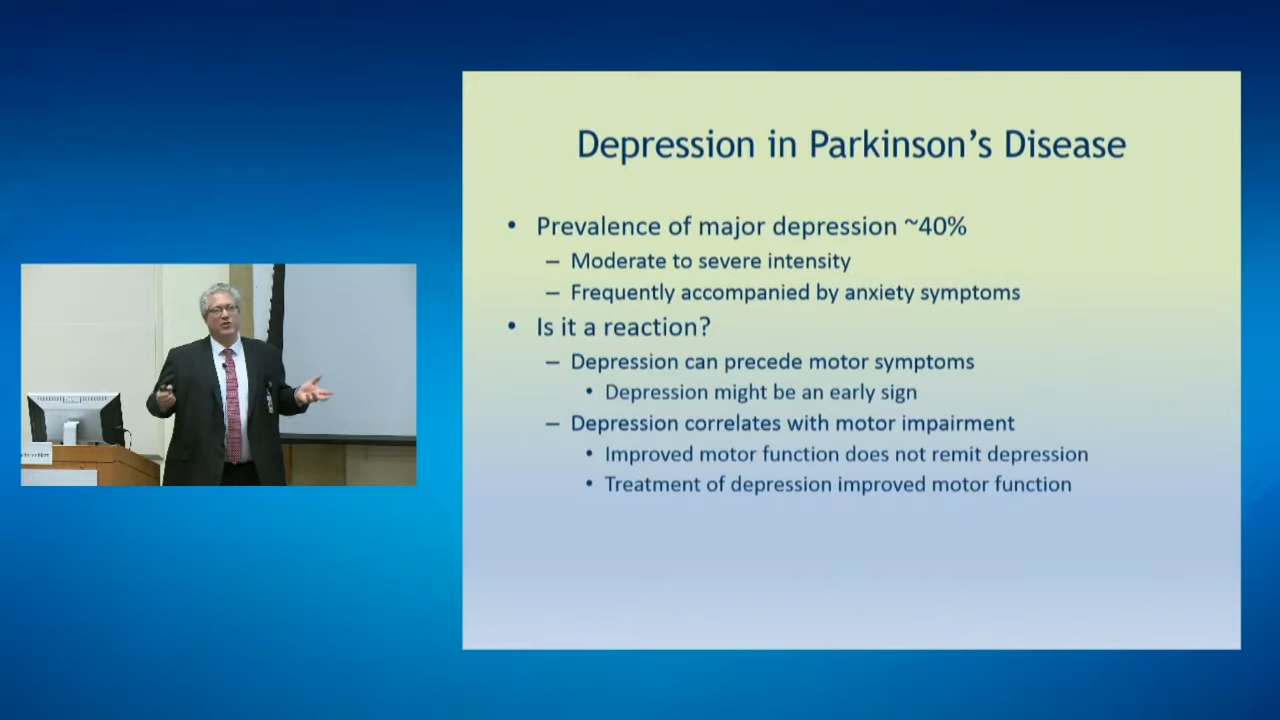 Depression in Parkinson's Disease
• Prevalence of major depression ~40%
– Moderate to severe intensity
– Frequently accompanied by anxiety symptoms
• Is it a reaction?
– Depression can precede motor symptoms
• Depression might be an early sign
– Depression correlates with motor impairment
• Improved motor function does not remit depression
• Treatment of depression improved motor function